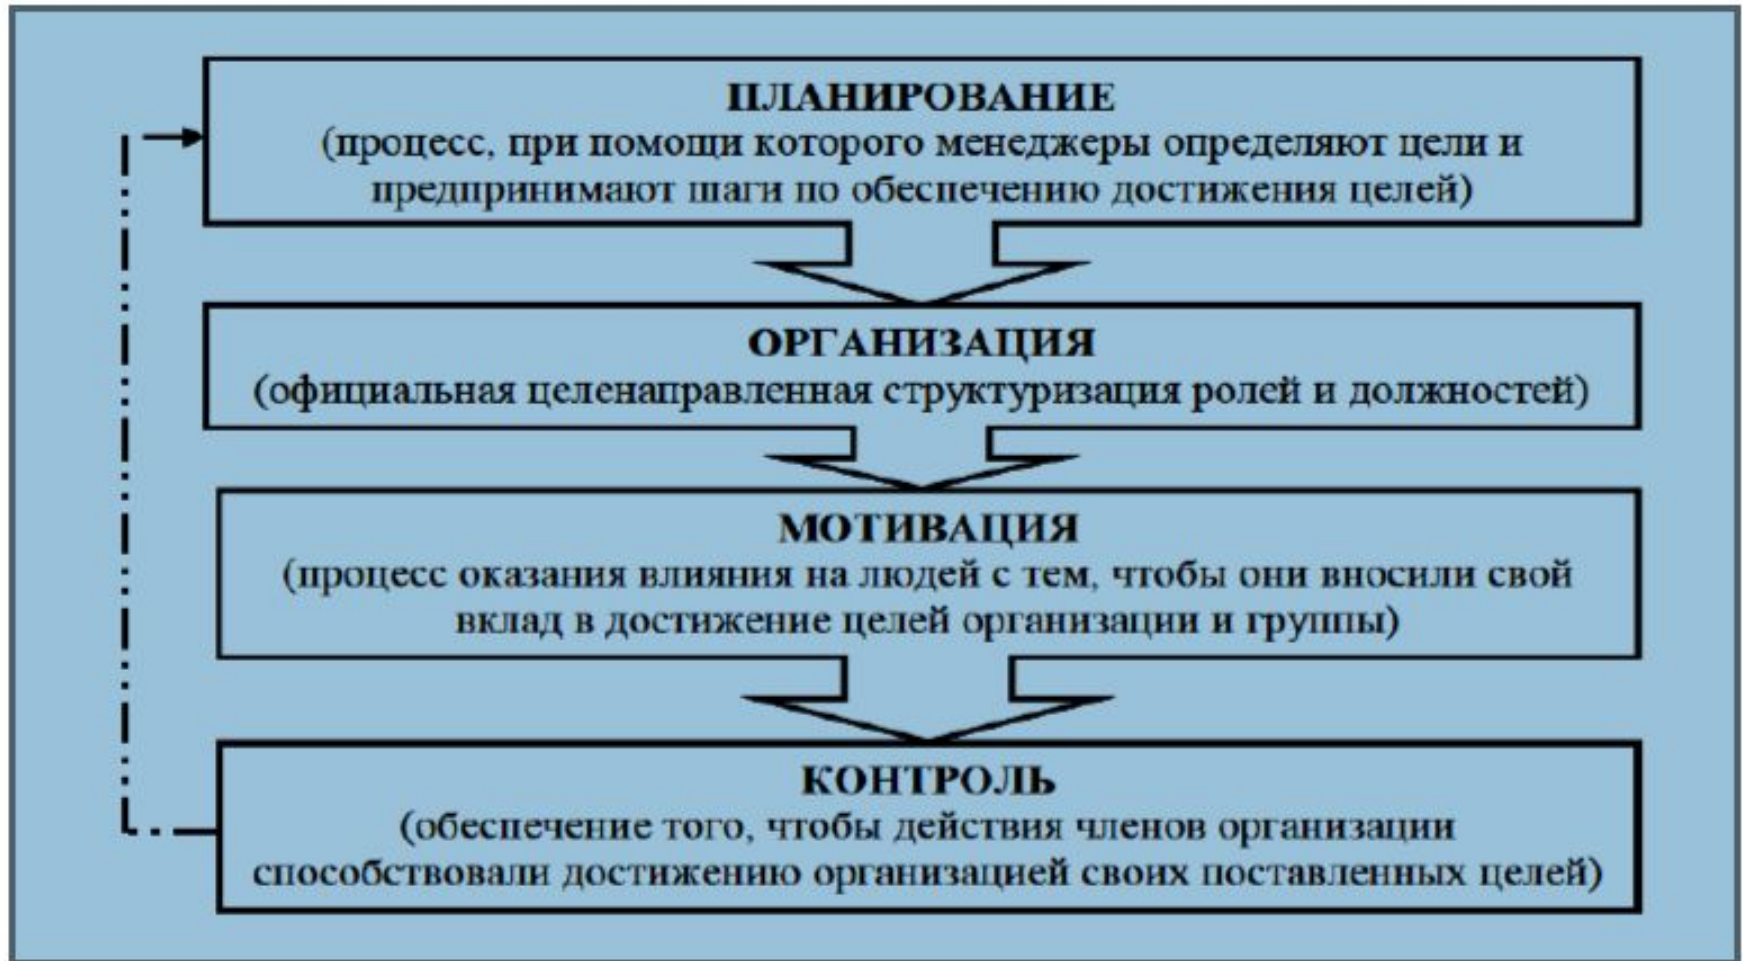 ПЛАНИРОВАНИЕ
(процесс, при помощи которого менеджеры определяют цели и
предпринимают шаги по обеспечению достижения целей)
ОРГАНИЗАЦИЯ
(официальная целенаправленная структуризация ролей и должностей)
МОТИВАЦИЯ
(процесс оказания влияния на людей с тем, чтобы они вносили свой
вклад в достижение целей организации и группы)
КОНТРОЛЬ
(обеспечение того, чтобы действия членов организации
способствовали достижению организацией своих поставленных целей)